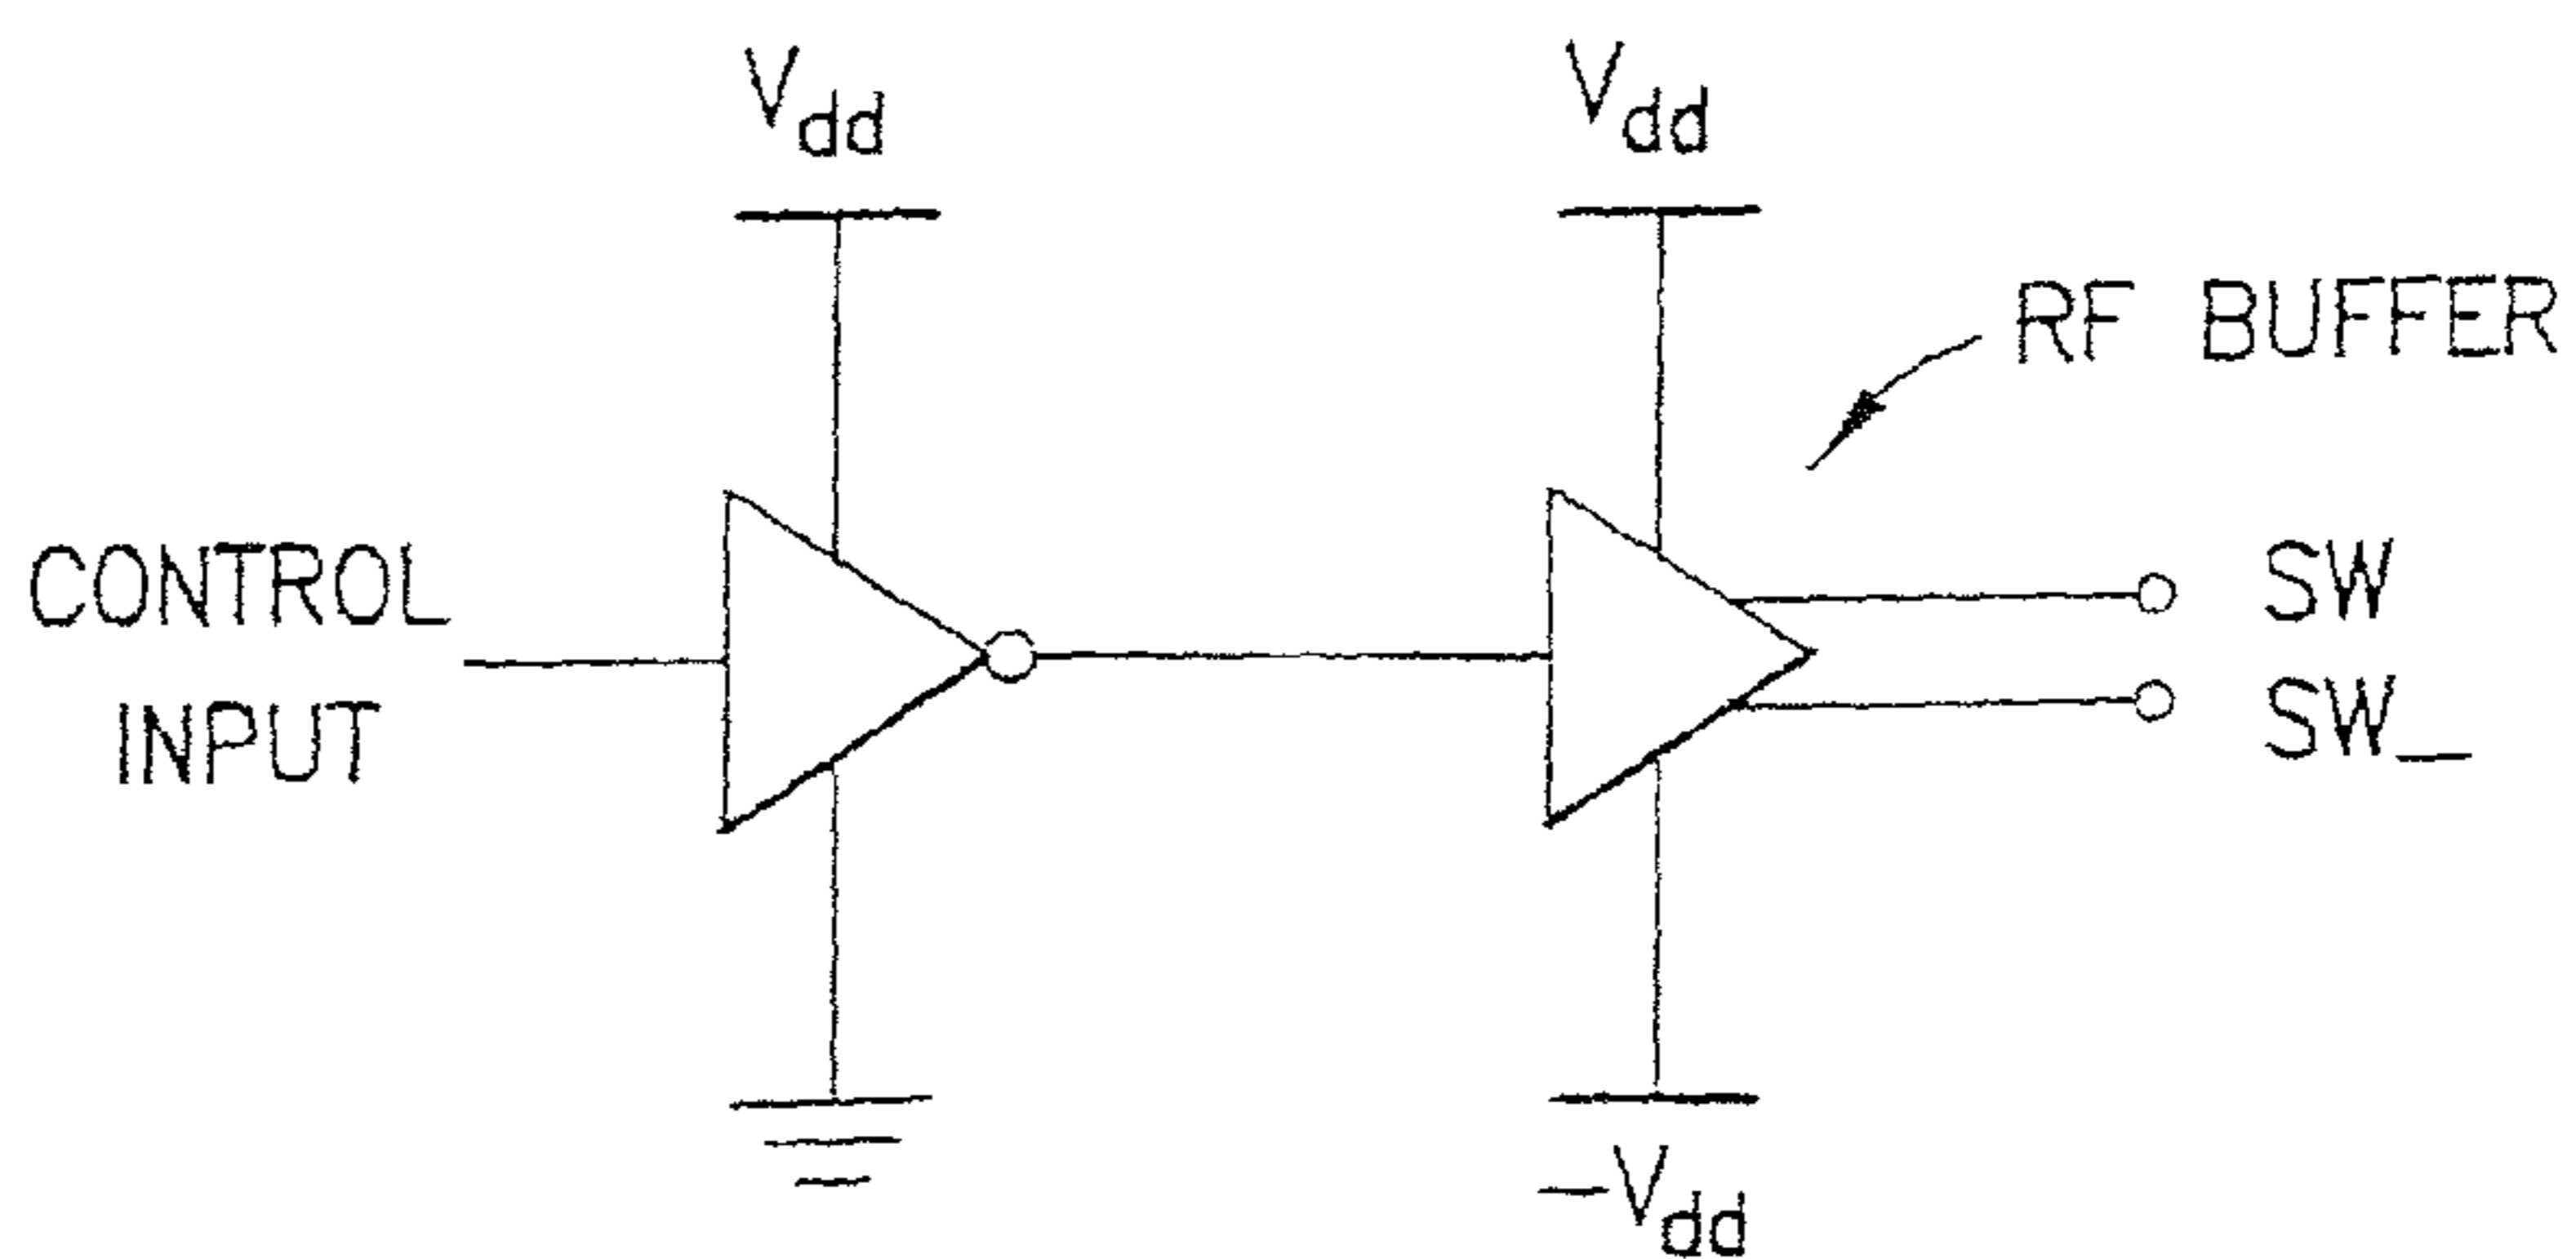 Vdd
Vdd
RF BUFFER
CONTROL
INPUT
SW
SW_
-Vdd